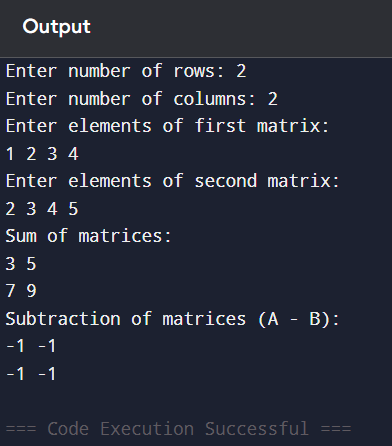 Output
Enter number of rows: 2
Enter number of columns: 2
Enter elements of first matrix:
1 2 3 4
Enter elements of second matrix:
2 3 4 5
Sum of matrices:
3 5
7 9
Subtraction of matrices (A - B):
-1 -1
-1 -1
=== Code Execution Successful ===